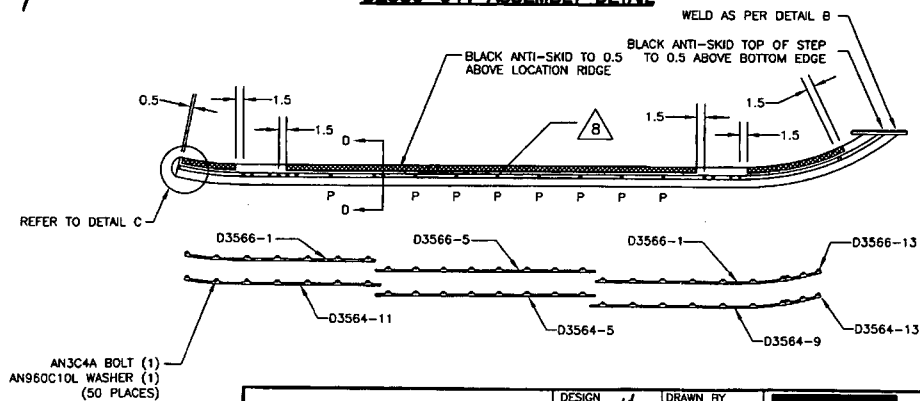 WELD AS PER DETAIL B
BLACK ANTI-SKID TO 0.5
ABOVE LOCATION RIDGE
BLACK ANTI-SKID TOP OF STEP
TO 0.5 ABOVE BOTTOM EDGE
0.5
1.5
1.5
1.5
1.5
1.5
8
D
D
P P P P P P P P
REFER TO DETAIL C
D3566-1
D3566-5
D3566-1
D3566-13
D3564-11
D3564-5
D3564-9
D3564-13
AN3C4A BOLT (1)
AN960C10L WASHER (1)
(50 PLACES)
DESIGN
DRAWN BY